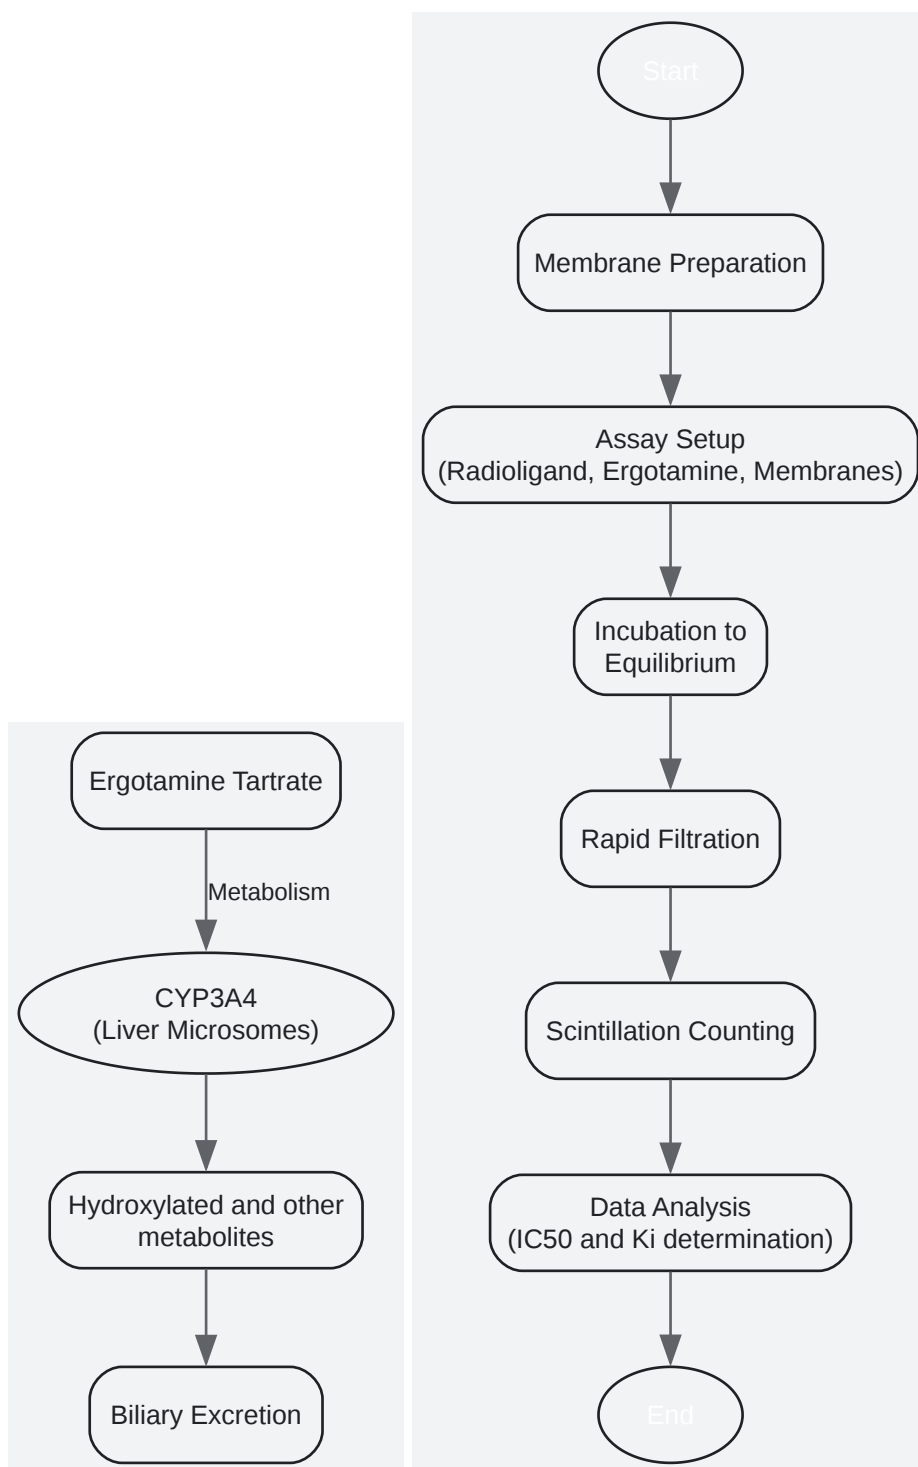 Start
Membrane Preparation
Assay Setup
(Radioligand, Ergotamine, Membranes)
Incubation to
Equilibrium
Rapid Filtration
Scintillation Counting
Data Analysis
(IC50 and Ki determination)
End
Ergotamine Tartrate
Metabolism
CYP3A4
(Liver Microsomes)
Hydroxylated and other
metabolites
Biliary Excretion